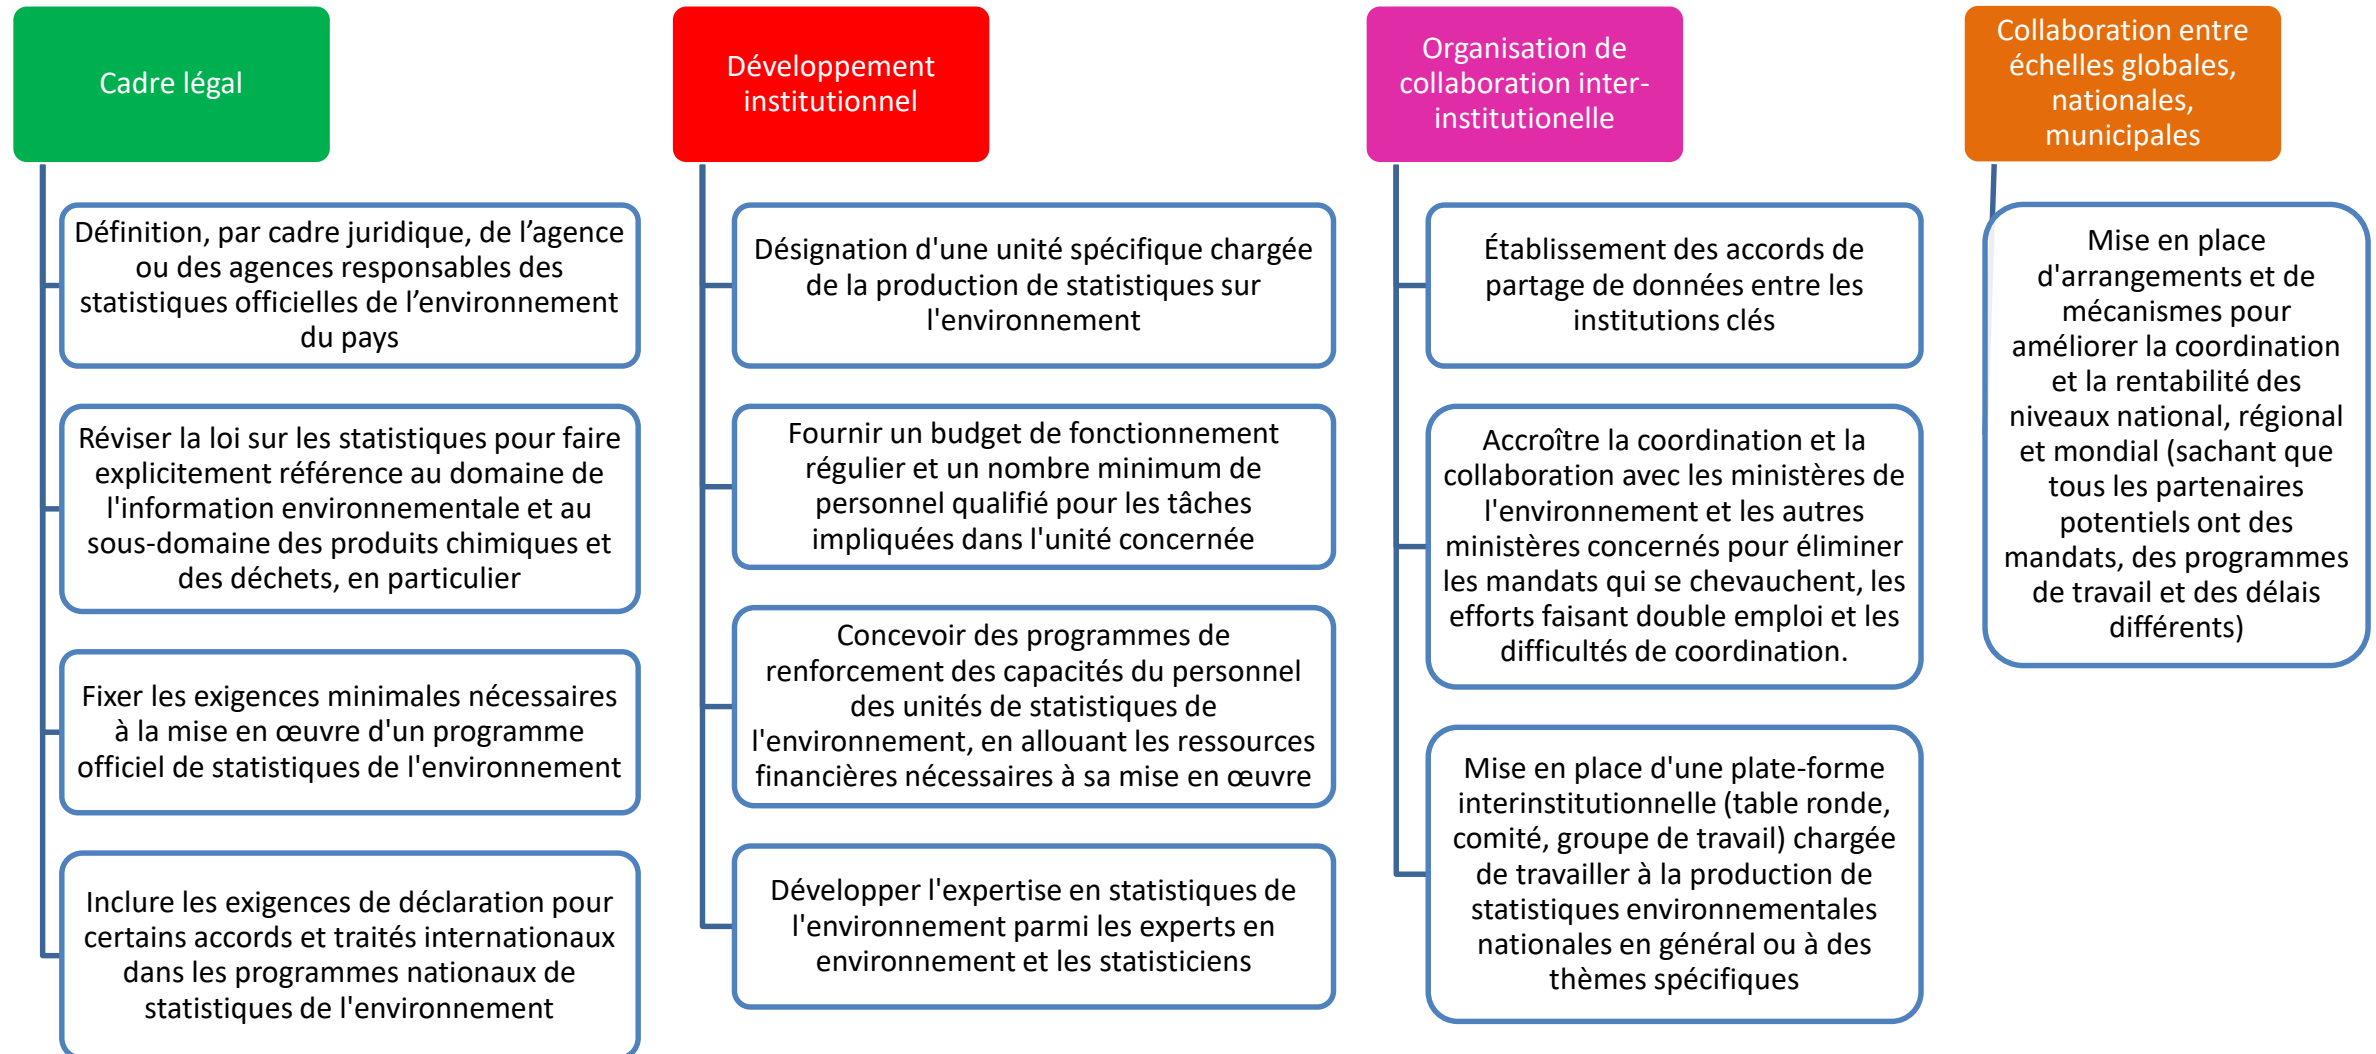 Cadre légal
Définition, par cadre juridique, de l’agence
ou des agences responsables des
statistiques officielles de l’environnement
du pays
Réviser la loi sur les statistiques pour faire
explicitement référence au domaine de
l'information environnementale et au
sous-domaine des produits chimiques et
des déchets, en particulier
Fixer les exigences minimales nécessaires
à la mise en œuvre d'un programme
officiel de statistiques de l'environnement
Inclure les exigences de déclaration pour
certains accords et traités internationaux
dans les programmes nationaux de
statistiques de l'environnement
Développement
institutionnel
Désignation d'une unité spécifique chargée
de la production de statistiques sur
l'environnement
Fournir un budget de fonctionnement
régulier et un nombre minimum de
personnel qualifié pour les tâches
impliquées dans l'unité concernée
Concevoir des programmes de
renforcement des capacités du personnel
des unités de statistiques de
l'environnement, en allouant les ressources
financières nécessaires à sa mise en œuvre
Développer l'expertise en statistiques de
l'environnement parmi les experts en
environnement et les statisticiens
Organisation de
collaboration inter-
institutionelle
Établissement des accords de
partage de données entre les
institutions clés
Accroître la coordination et la
collaboration avec les ministères de
l'environnement et les autres
ministères concernés pour éliminer
les mandats qui se chevauchent, les
efforts faisant double emploi et les
difficultés de coordination.
Mise en place d'une plate-forme
interinstitutionnelle (table ronde,
comité, groupe de travail) chargée
de travailler à la production de
statistiques environnementales
nationales en général ou à des
thèmes spécifiques
Collaboration entre
échelles globales,
nationales,
municipales
Mise en place
d'arrangements et de
mécanismes pour
améliorer la coordination
et la rentabilité des
niveaux national, régional
et mondial (sachant que
tous les partenaires
potentiels ont des
mandats, des programmes
de travail et des délais
différents)